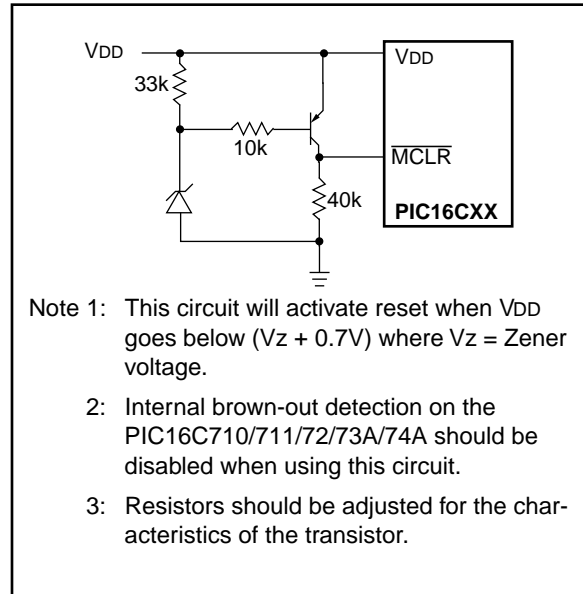 VDD
VDD
33k
10k
MCLR
40k
PIC16CXX
Note 1: This circuit will activate reset when VDD
goes below (Vz + 0.7V) where Vz = Zener
voltage.
2: Internal brown-out detection on the
PIC16C710/711/72/73A/74A should be
disabled when using this circuit.
3: Resistors should be adjusted for the char-
acteristics of the transistor.